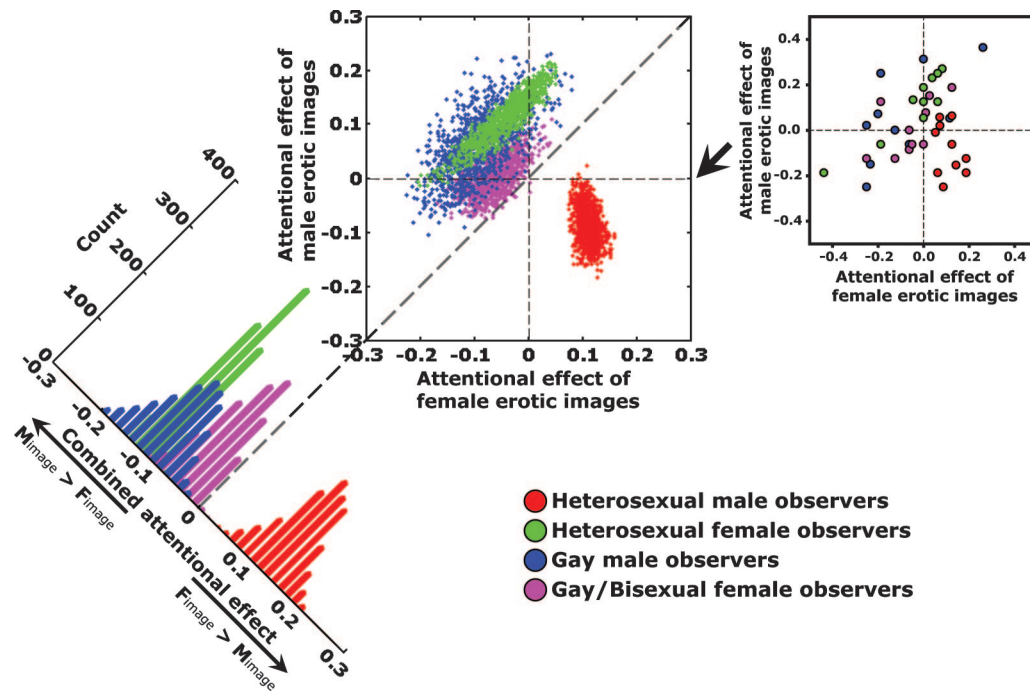 0.3
0.2
0.1
0
-0.1
-0.2
-0.3
-0.3
-0.2
-0.1
0
0.1
0.2
0.3
Attentional effect of
male erotic images
Attentional effect of
female erotic images
0.4
0.2
0.0
-0.2
-0.4
-0.4
-0.2
0.0
0.2
0.4
Attentional effect of
male erotic images
Attentional effect of
female erotic images
400
300
200
100
0
Count
-0.3
-0.2
-0.1
0
0.1
0.2
0.3
Combined attentional effect
Mimage > Fimage
Fimage > Mimage
Heterosexual male observers
Heterosexual female observers
Gay male observers
Gay/Bisexual female observers